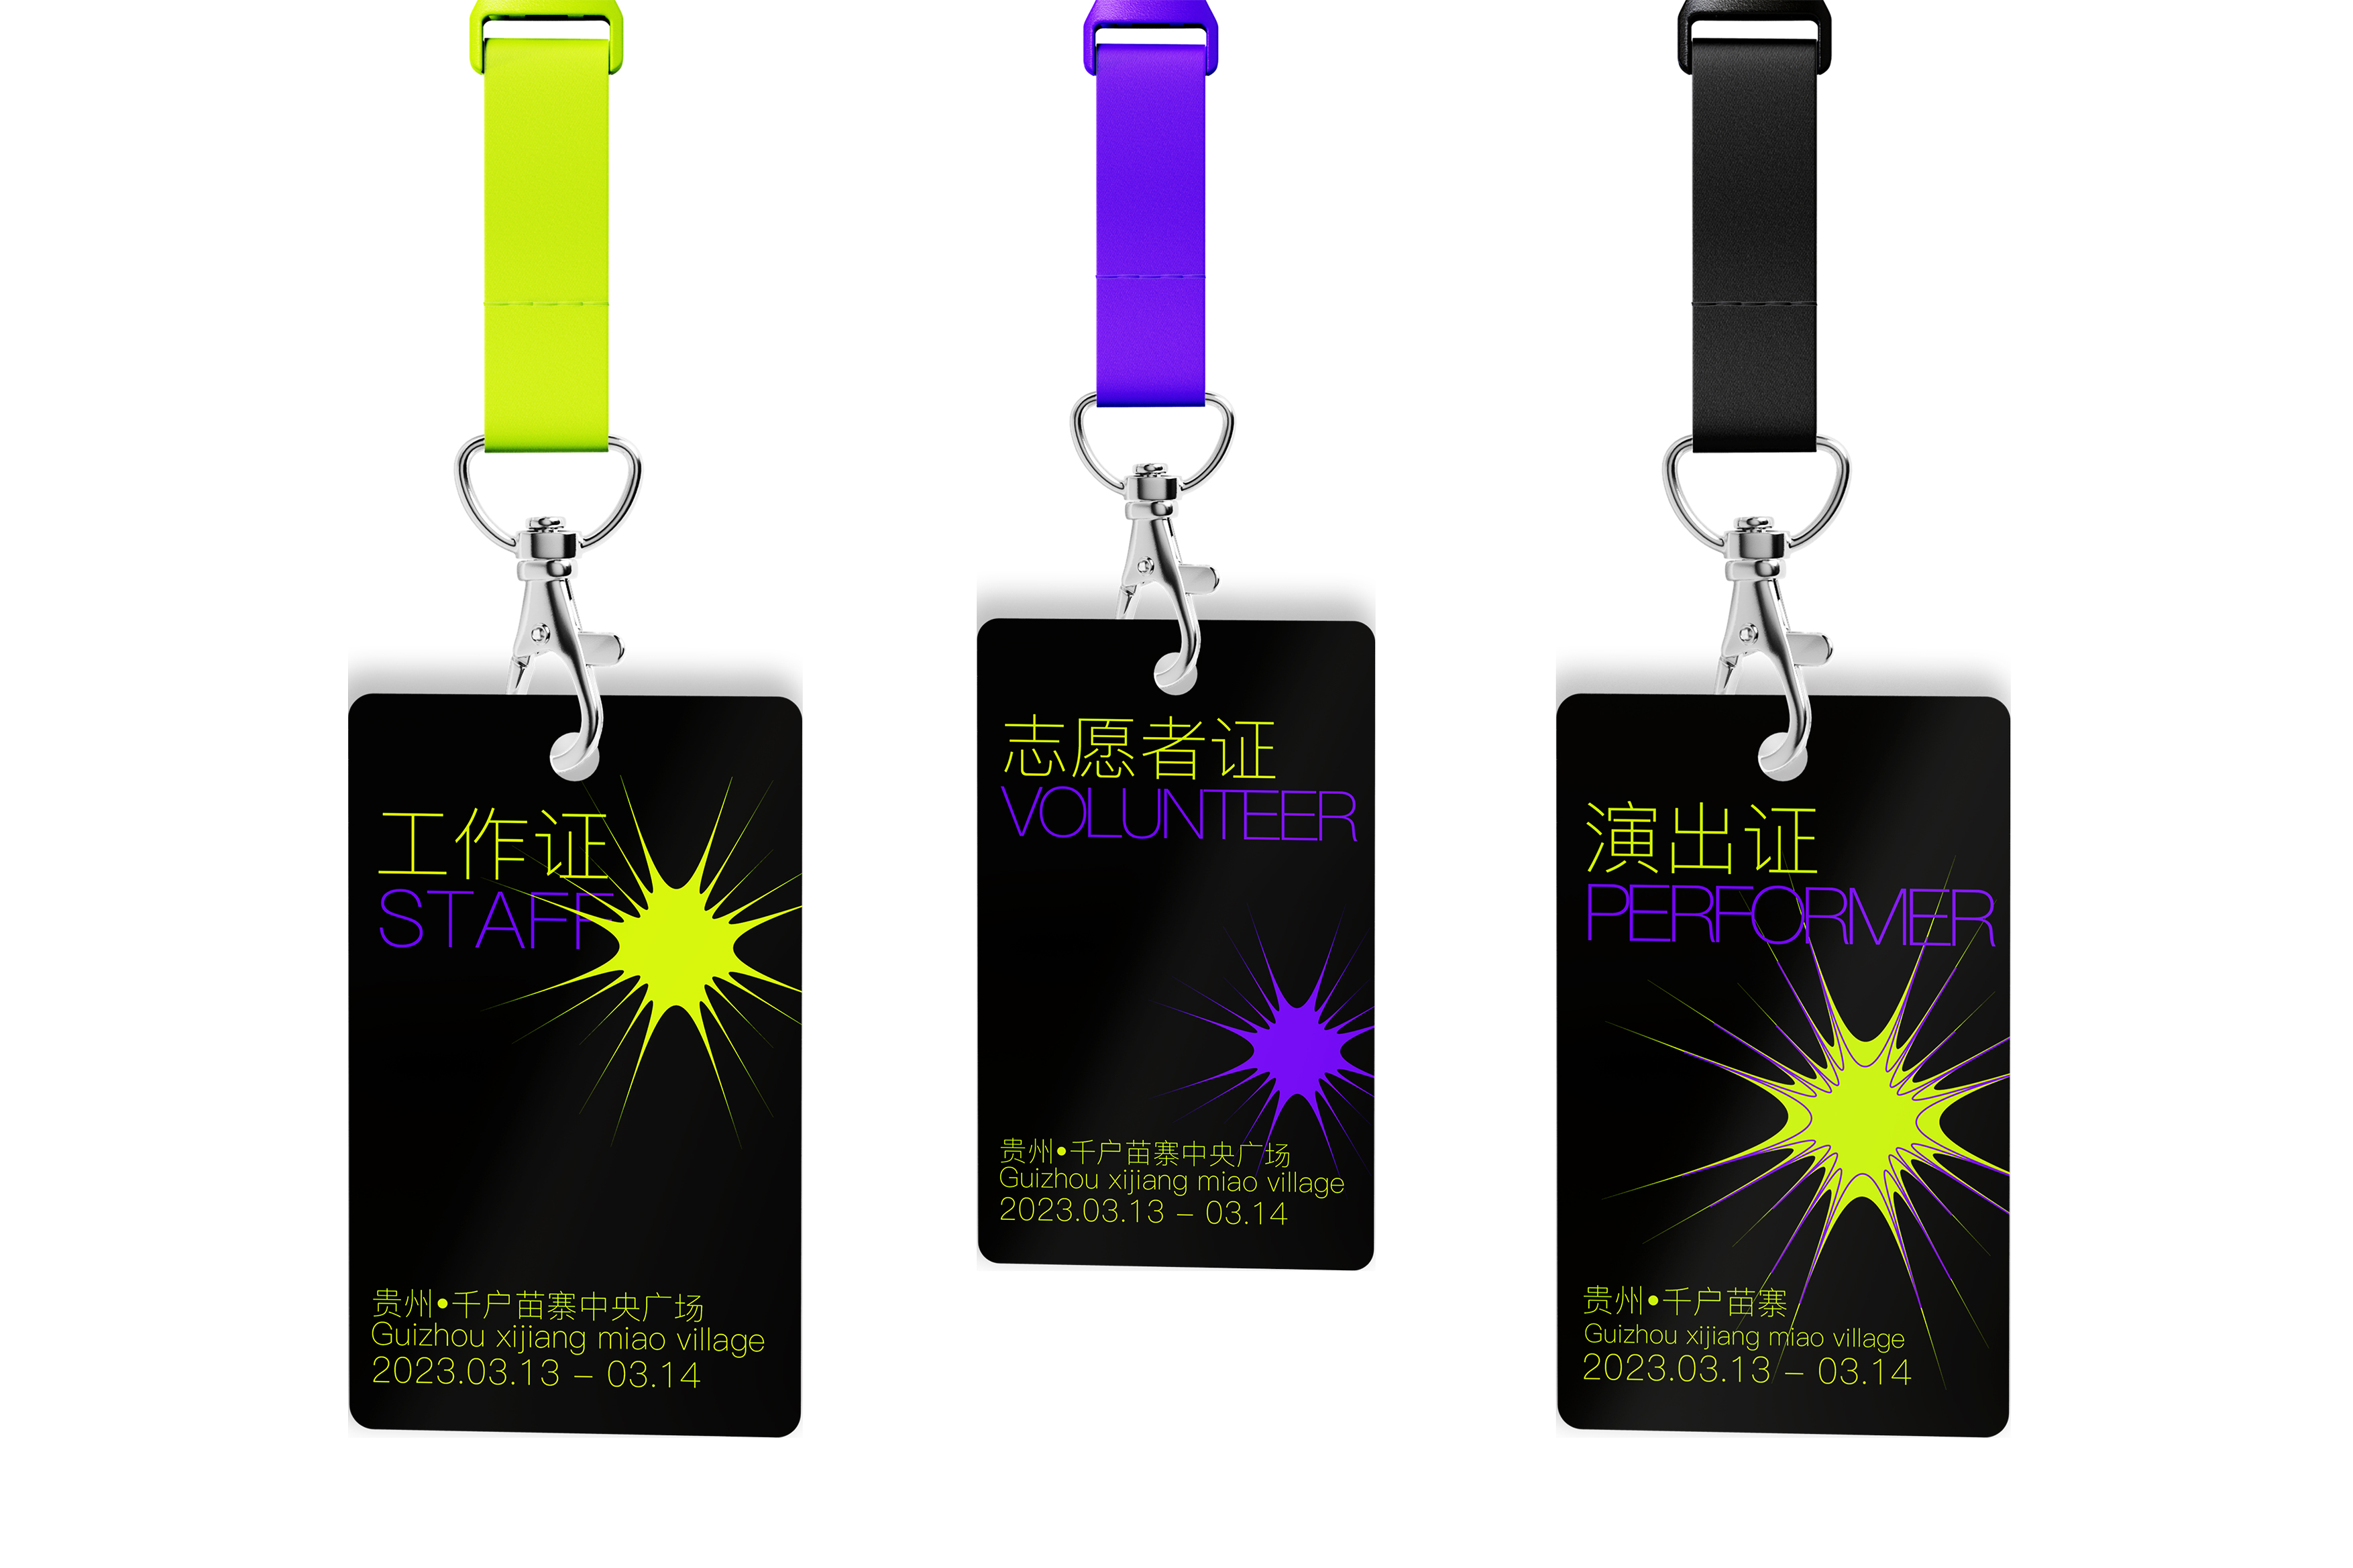 工作证
STAFF
贵州•千户苗寨中央广场
Guizhou xijiang miao village
2023.03.13 – 03.14
志愿者证
VOLUNTEER
贵州•千户苗寨中央广场
Guizhou xijiang miao village
2023.03.13 – 03.14
演出证
PERFORMER
贵州•千户苗寨
Guizhou xijiang miao village
2023.03.13 – 03.14